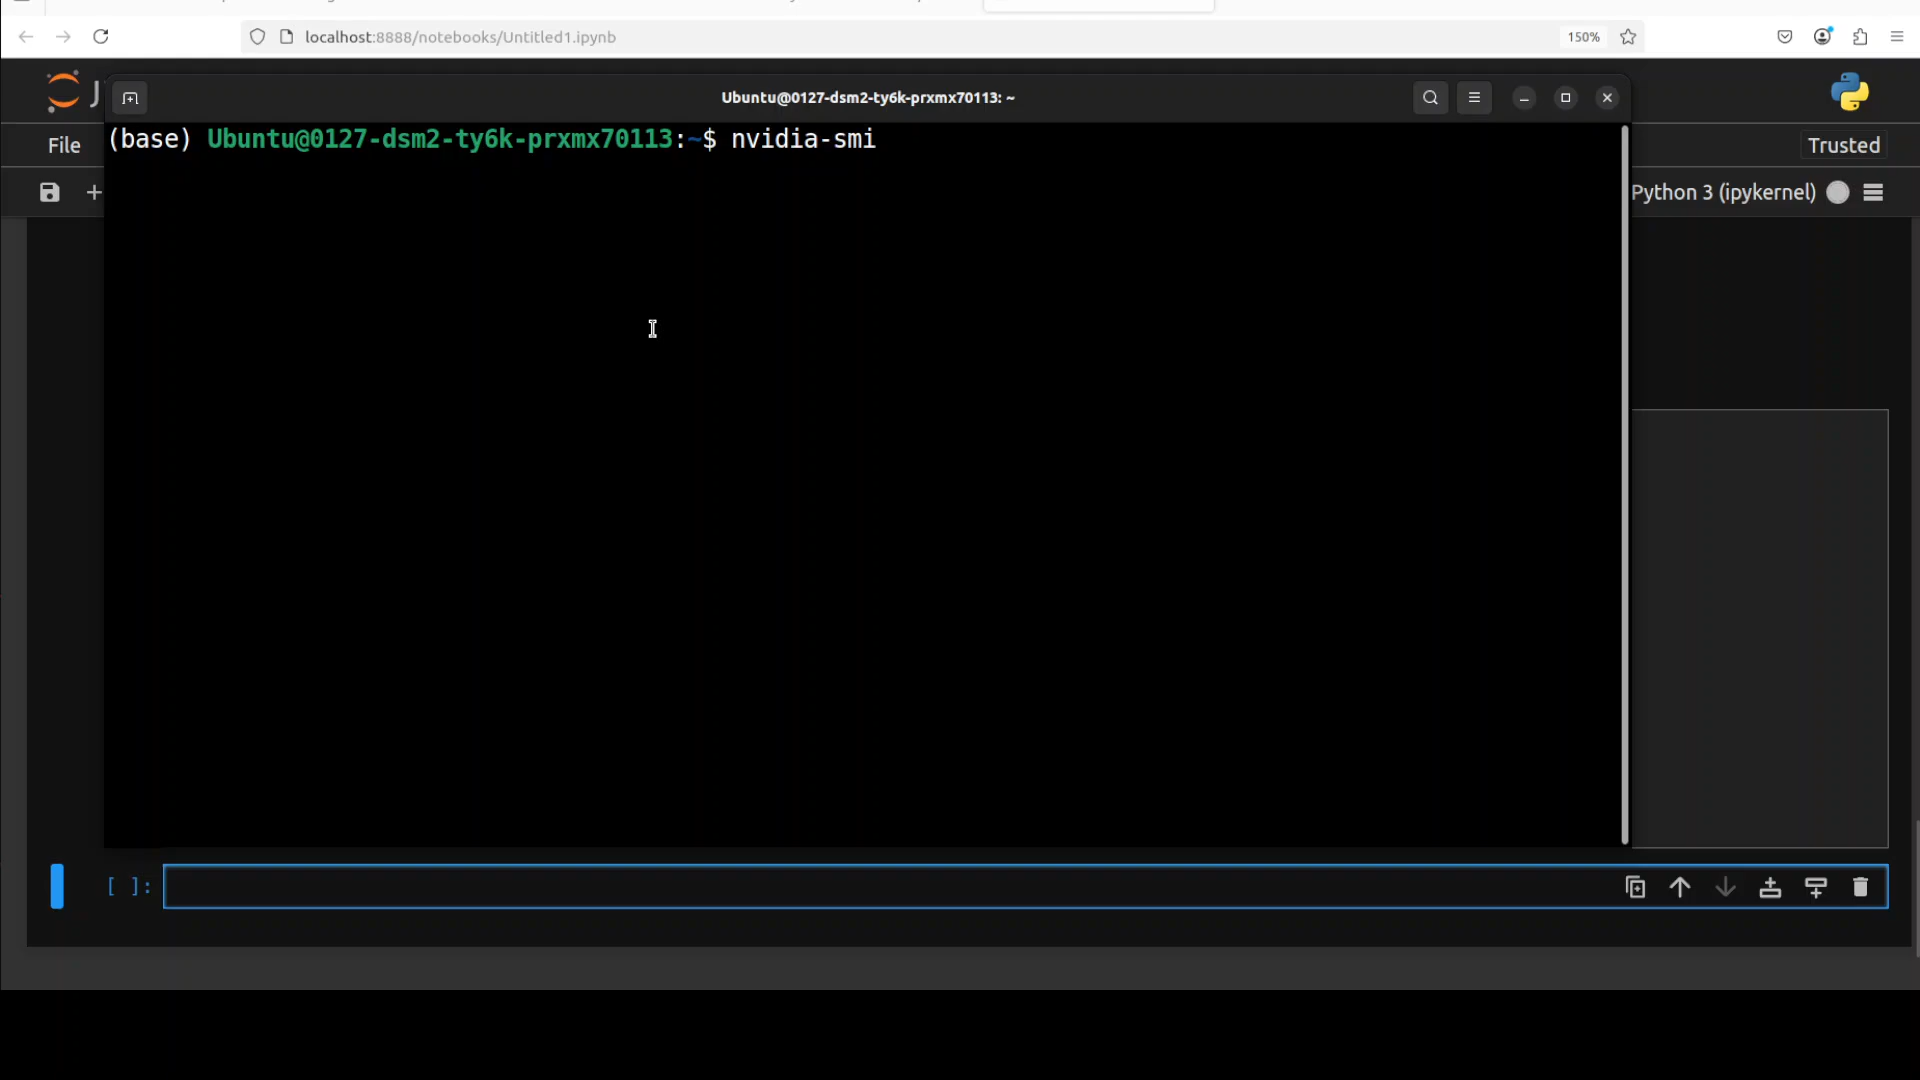 localhost:8888/notebooks/Untitled1.ipynb
150%
J
Ubuntu@0127-dsm2-ty6k-prxmx70113: ~
(base) Ubuntu@0127-dsm2-ty6k-prxmx70113:~$ nvidia-smi
File
Trusted
Python 3 (ipykernel)
[ ]: